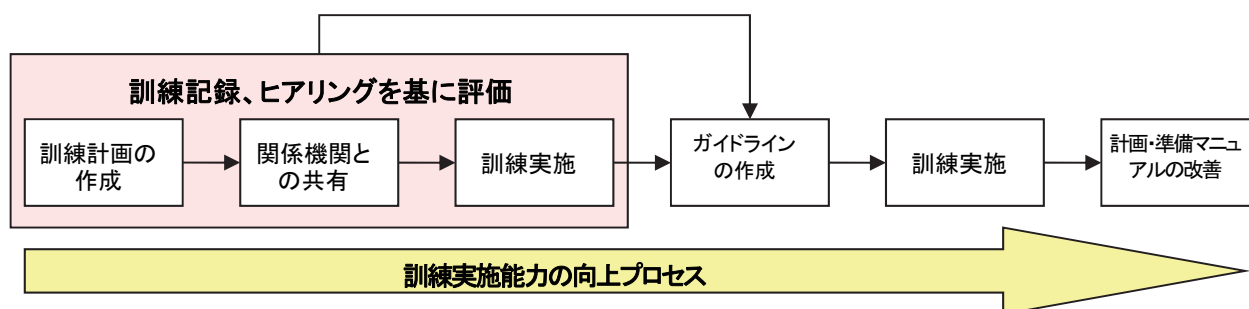 訓練記録、ヒアリングを基に評価
訓練計画の
作成
関係機関と
の共有
訓練実施
ガイドライン
の作成
訓練実施
計画・準備マニュ
アルの改善
訓練実施能力の向上プロセス